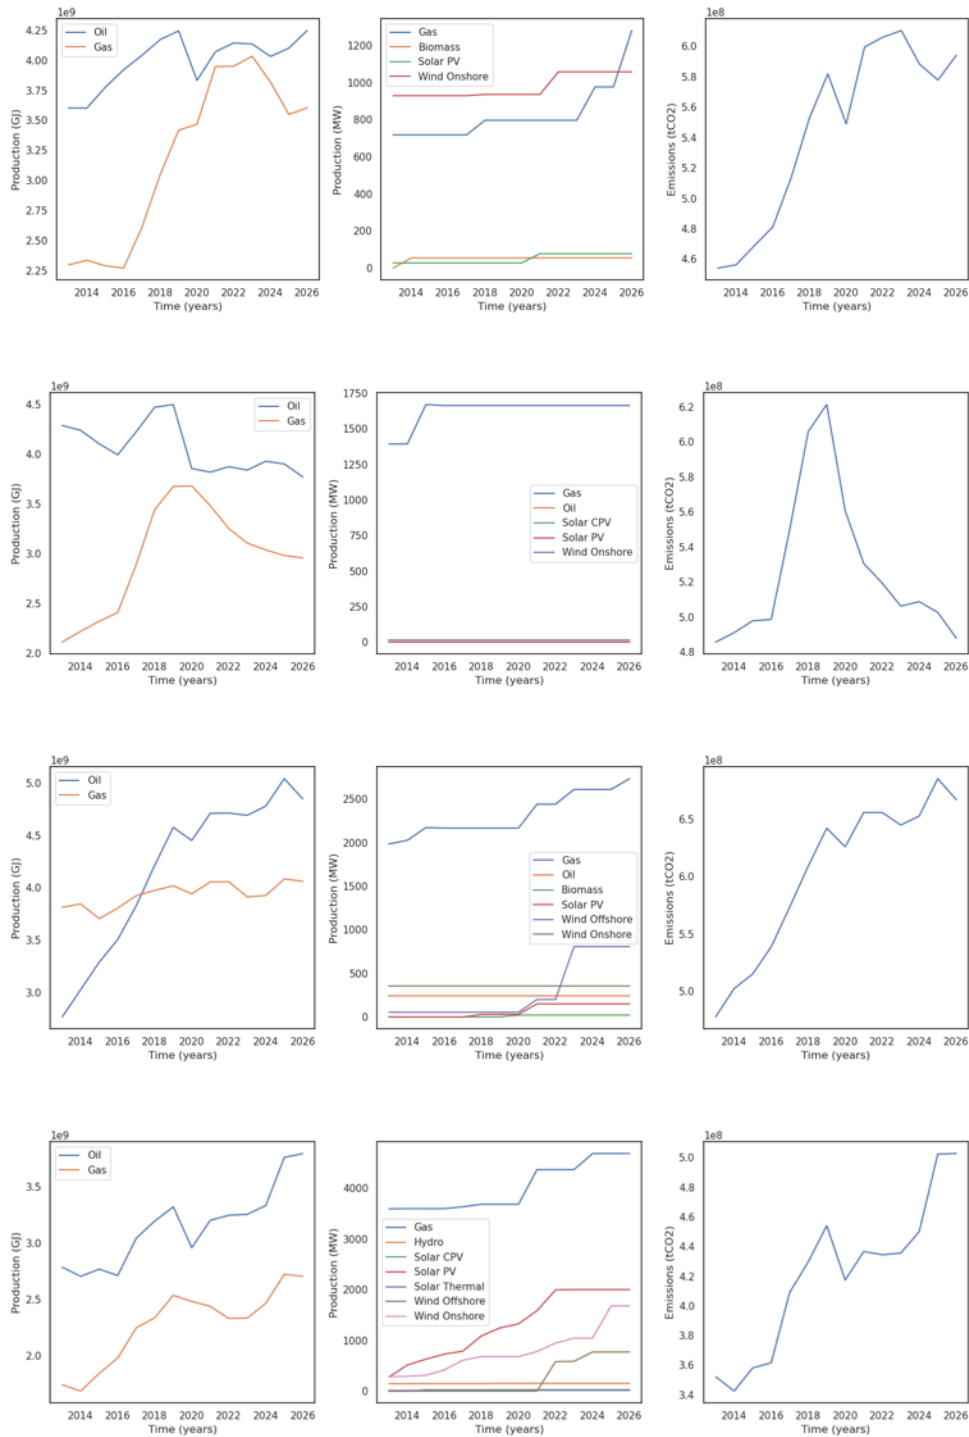 1e9
Oil
Gas
4.25
4.00
3.75
3.50
3.25
3.00
2.75
2.50
2.25
Production (GJ)
2014 2016 2018 2020 2022 2024 2026
Time (years)
Gas
Biomass
Solar PV
Wind Onshore
1200
1000
800
600
400
200
0
Production (MW)
2014 2016 2018 2020 2022 2024 2026
Time (years)
1e8
6.0
5.8
5.6
5.4
5.2
5.0
4.8
4.6
Emissions (tCO2)
2014 2016 2018 2020 2022 2024 2026
Time (years)
1e9
Oil
Gas
4.5
4.0
3.5
3.0
2.5
2.0
Production (GJ)
2014 2016 2018 2020 2022 2024 2026
Time (years)
1750
1500
1250
1000
750
500
250
0
Production (MW)
Gas
Oil
Solar CPV
Solar PV
Wind Onshore
2014 2016 2018 2020 2022 2024 2026
Time (years)
1e8
6.2
6.0
5.8
5.6
5.4
5.2
5.0
4.8
Emissions (tCO2)
2014 2016 2018 2020 2022 2024 2026
Time (years)
1e9
Oil
Gas
5.0
4.5
4.0
3.5
3.0
Production (GJ)
2014 2016 2018 2020 2022 2024 2026
Time (years)
2500
2000
1500
1000
500
0
Production (MW)
Gas
Oil
Biomass
Solar PV
Wind Offshore
Wind Onshore
2014 2016 2018 2020 2022 2024 2026
Time (years)
1e8
6.5
6.0
5.5
5.0
Emissions (tCO2)
2014 2016 2018 2020 2022 2024 2026
Time (years)
1e9
Oil
Gas
3.5
3.0
2.5
2.0
Production (GJ)
2014 2016 2018 2020 2022 2024 2026
Time (years)
4000
3000
2000
1000
0
Production (MW)
Gas
Hydro
Solar CPV
Solar PV
Solar Thermal
Wind Offshore
Wind Onshore
2014 2016 2018 2020 2022 2024 2026
Time (years)
1e8
5.0
4.8
4.6
4.4
4.2
4.0
3.8
3.6
3.4
Emissions (tCO2)
2014 2016 2018 2020 2022 2024 2026
Time (years)